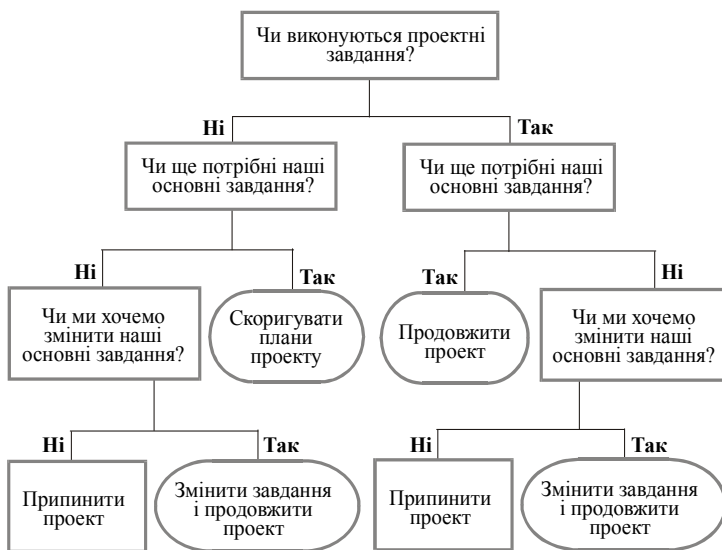 Чи виконуються проектні
завдання?
Ні
Так
Чи ще потрібні наші
основні завдання?
Чи ще потрібні наші
основні завдання?
Ні
Так
Так
Ні
Чи ми хочемо
змінити наші
основні завдання?
Скоригувати
плани
проекту
Продовжити
проект
Чи ми хочемо
змінити наші
основні завдання?
Ні
Так
Ні
Так
Припинити
проект
Змінити завдання
і продовжити
проект
Припинити
проект
Змінити завдання
і продовжити
проект